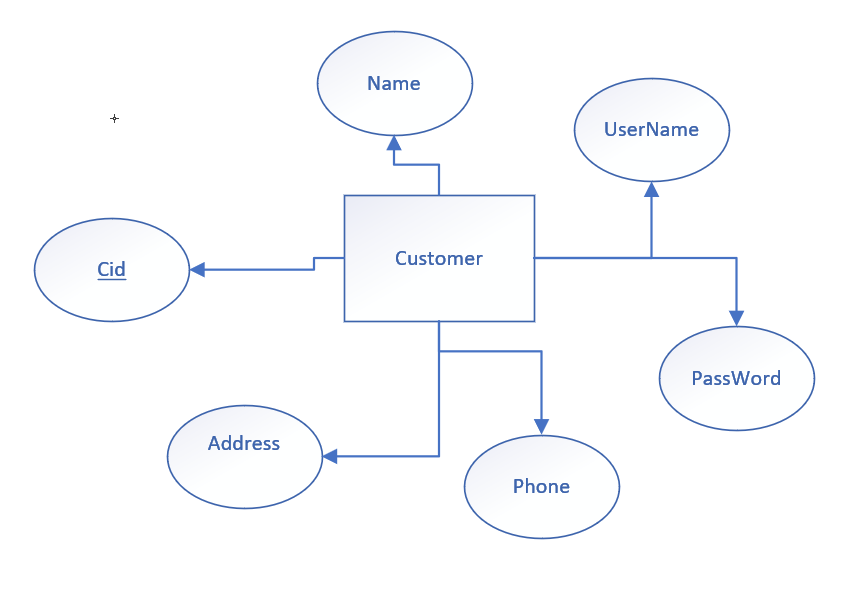 Name
UserName
Customer
Cid
PassWord
Address
Phone